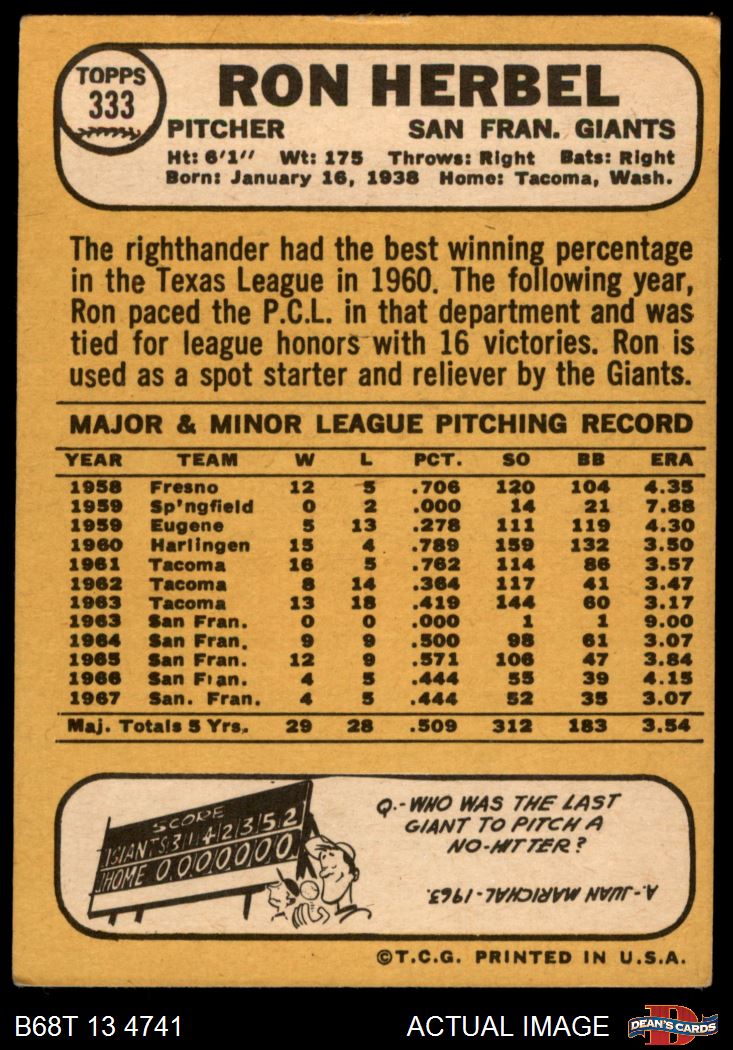 TOPPS
333
RON HERBEL
PITCHER SAN FRAN. GIANTS
Ht: 6'1" Wt: 175 Throws: Right Bats: Right
Born: January 16, 1938 Home: Tacoma, Wash.
The righthander had the best winning percentage
in the Texas League in 1960. The following year,
Ron paced the P.C.L. in that department and was
tied for league honors with 16 victories. Ron is
used as a spot starter and reliever by the Giants.
MAJOR & MINOR LEAGUE PITCHING RECORD
YEAR TEAM W L PCT. SO BB ERA
1958 Fresno 12 5 .706 120 104 4.35
1959 Sp'ngfield 0 2 .000 14 21 7.88
1959 Eugene 5 13 .278 111 119 4.30
1960 Harlingen 15 4 .789 159 132 3.50
1961 Tacoma 16 5 .762 114 86 3.57
1962 Tacoma 8 14 .364 117 41 3.47
1963 Tacoma 13 18 .419 144 60 3.17
1963 San Fran. 0 0 .000 1 1 9.00
1964 San Fran. 9 9 .500 98 61 3.07
1965 San Fran. 12 9 .571 106 47 3.84
1966 San Fran. 4 5 .444 55 39 4.15
1967 San. Fran. 4 5 .444 52 35 3.07
Maj. Totals 5 Yrs. 29 28 .509 312 183 3.54
SCORE
GIANTS 3 1 4 2 3 5 2
HOME 0 0 0 0 0 0 0
Q.-WHO WAS THE LAST
GIANT TO PITCH A
NO-HITTER?
A-JUAN MARICHAL-1963.
©T.C.G. PRINTED IN U.S.A.
B68T 13 4741 ACTUAL IMAGE DEAN'S CARDS